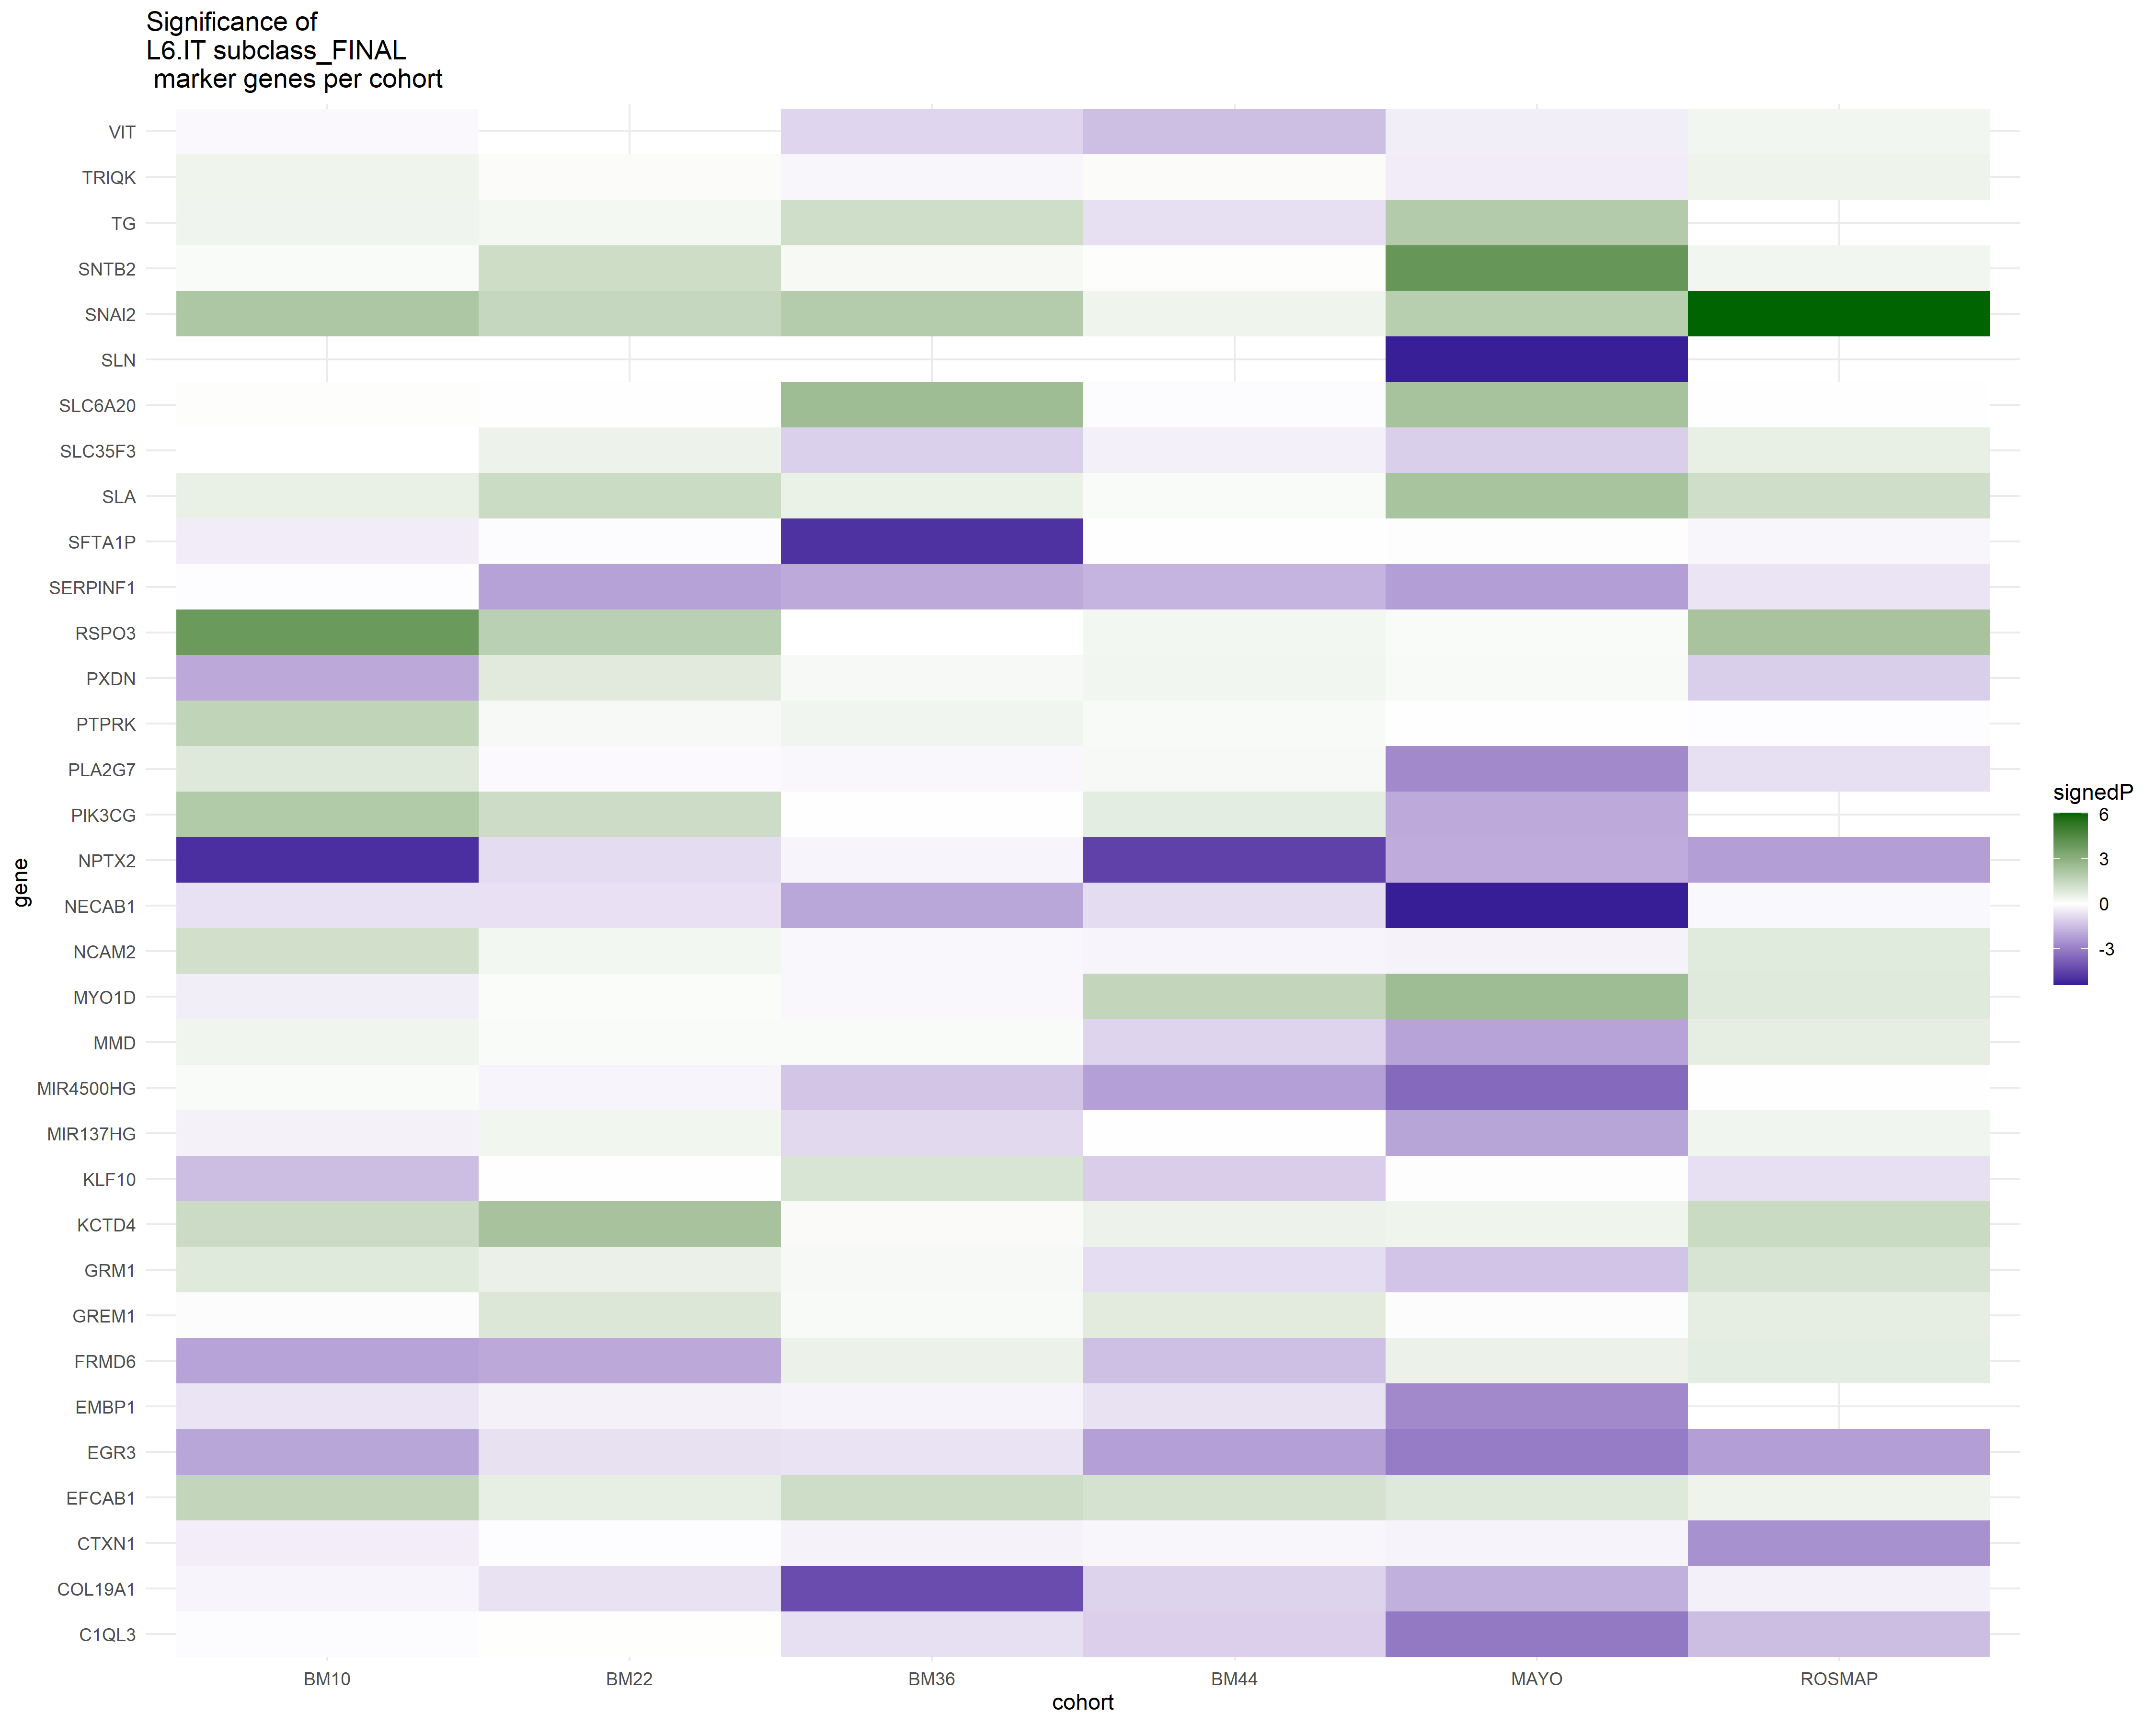 Significance of
L6.IT subclass_FINAL
marker genes per cohort
VIT
TRIQK
TG
SNTB2
SNAI2
SLN
SLC6A20
SLC35F3
SLA
SFTA1P
SERPINF1
RSPO3
PXDN
PTPRK
PLA2G7
PIK3CG
NPTX2
NECAB1
NCAM2
MYO1D
MMD
MIR4500HG
MIR137HG
KLF10
KCTD4
GRM1
GREM1
FRMD6
EMBP1
EGR3
EFCAB1
CTXN1
COL19A1
C1QL3
gene
BM10 BM22 BM36 BM44 MAYO ROSMAP
cohort
signedP
6
3
0
-3